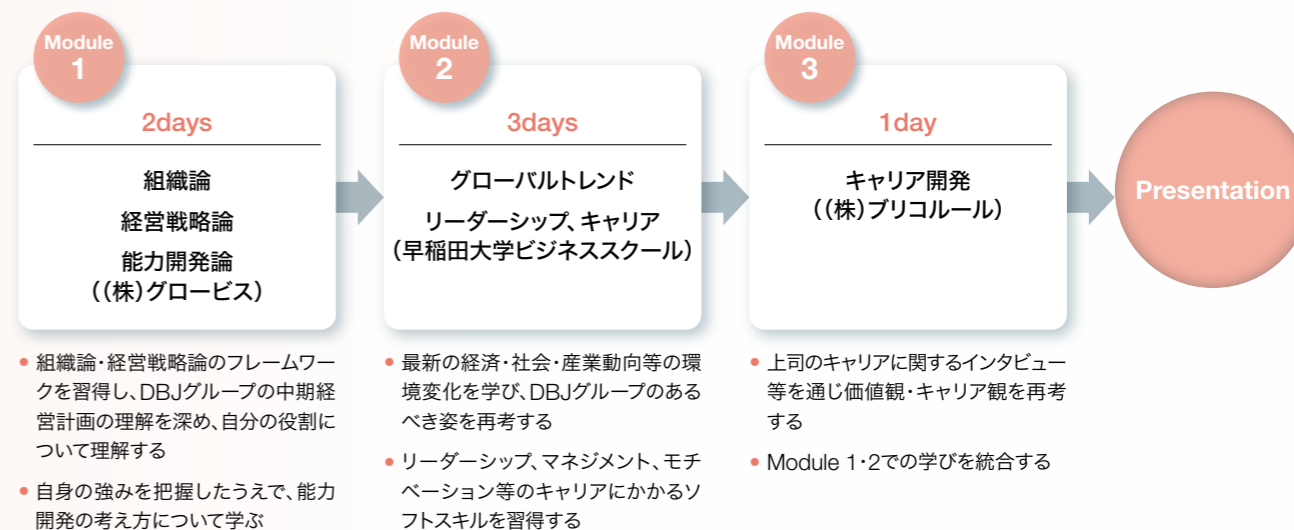 Module
1
2days
組織論
経営戦略論
能力開発論
((株)グロービス)
• 組織論・経営戦略論のフレームワー
クを習得し、DBJグループの中期経
営計画の理解を深め、自分の役割に
ついて理解する
• 自身の強みを把握したうえで、能力
開発の考え方について学ぶ
Module
2
3days
グローバルトレンド
リーダーシップ、キャリア
(早稲田大学ビジネススクール)
• 最新の経済・社会・産業動向等の環
境変化を学び、DBJグループのある
べき姿を再考する
• リーダーシップ、マネジメント、モチ
ベーション等のキャリアにかかるソ
フトスキルを習得する
Module
3
1day
キャリア開発
((株)ブリコルール)
• 上司のキャリアに関するインタビュー
等を通じ価値観・キャリア観を再考
する
• Module 1・2での学びを統合する
Presentation